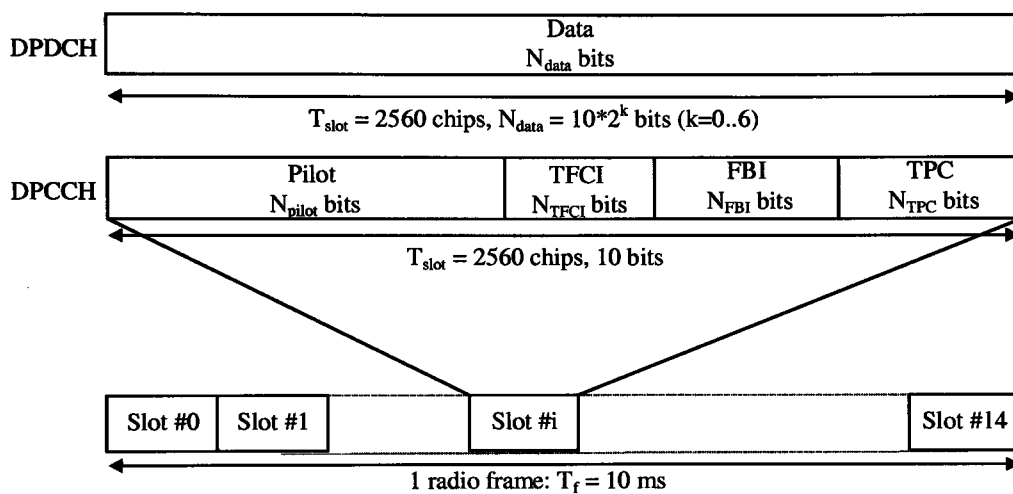 Data
DPDCH
N_data bits
T_slot = 2560 chips, N_data = 10*2^k bits (k=0..6)
Pilot TFCI FBI TPC
DPCCH
N_pilot bits N_TFCI bits N_FBI bits N_TPC bits
T_slot = 2560 chips, 10 bits
Slot #0 Slot #1 Slot #i Slot #14
1 radio frame: T_f = 10 ms